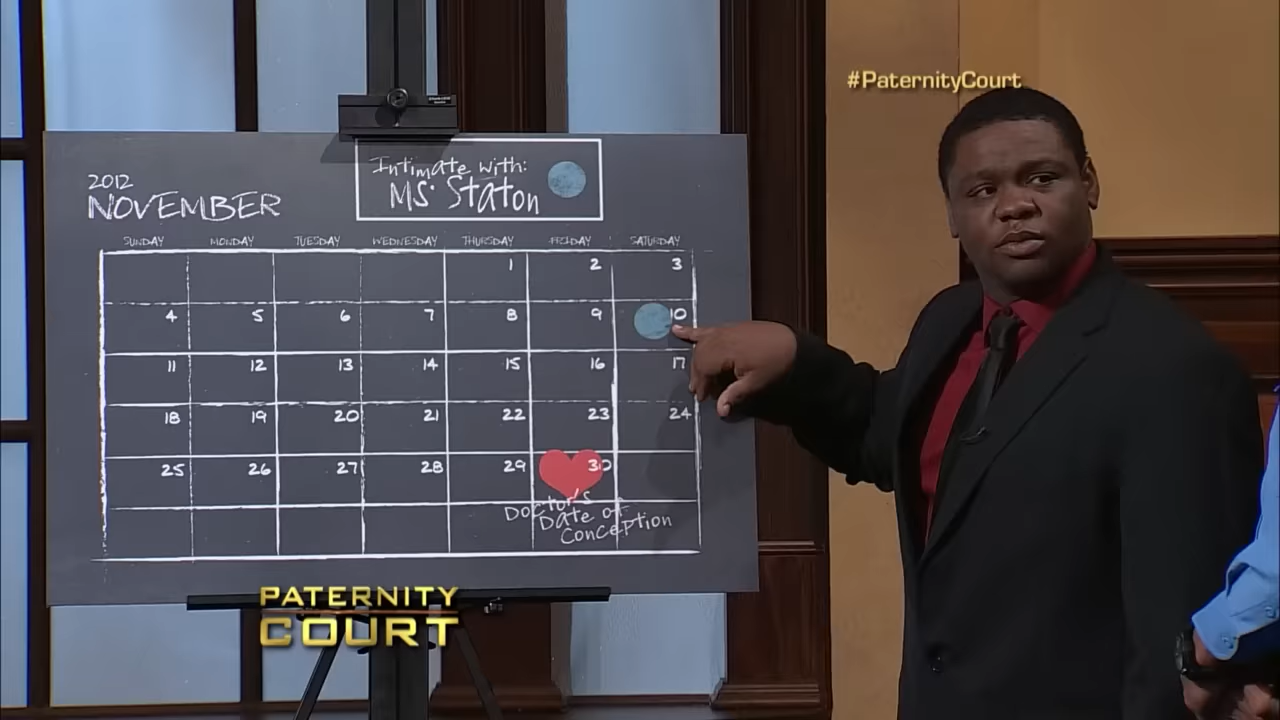 #PaternityCourt
Intimate with:
MS. Staton
2012
NOVEMBER
SUNDAY MONDAY TUESDAY WEDNESDAY THURSDAY FRIDAY SATURDAY
1 2 3
4 5 6 7 8 9 10
11 12 13 14 15 16 17
18 19 20 21 22 23 24
25 26 27 28 29 30
Doctor's
Date of
Conception
PATERNITY
COURT